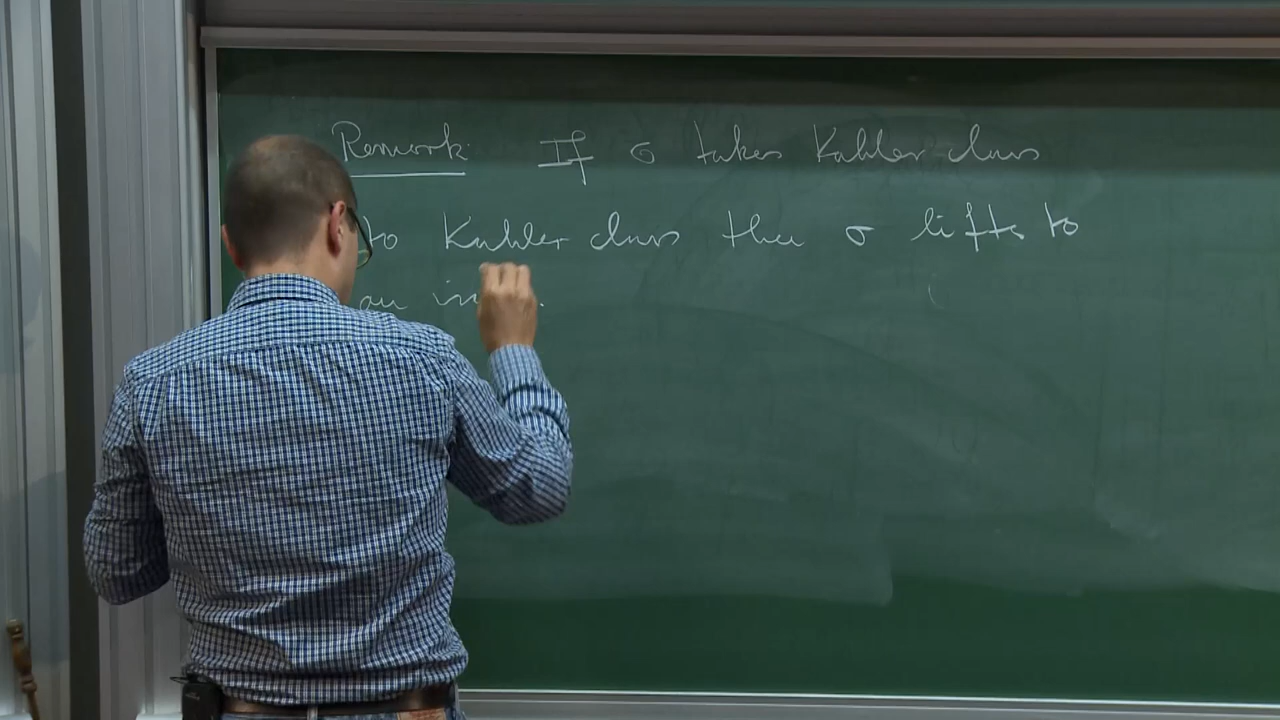 Remark: If σ takes Kahler class
to Kahler class then σ lifts to
an